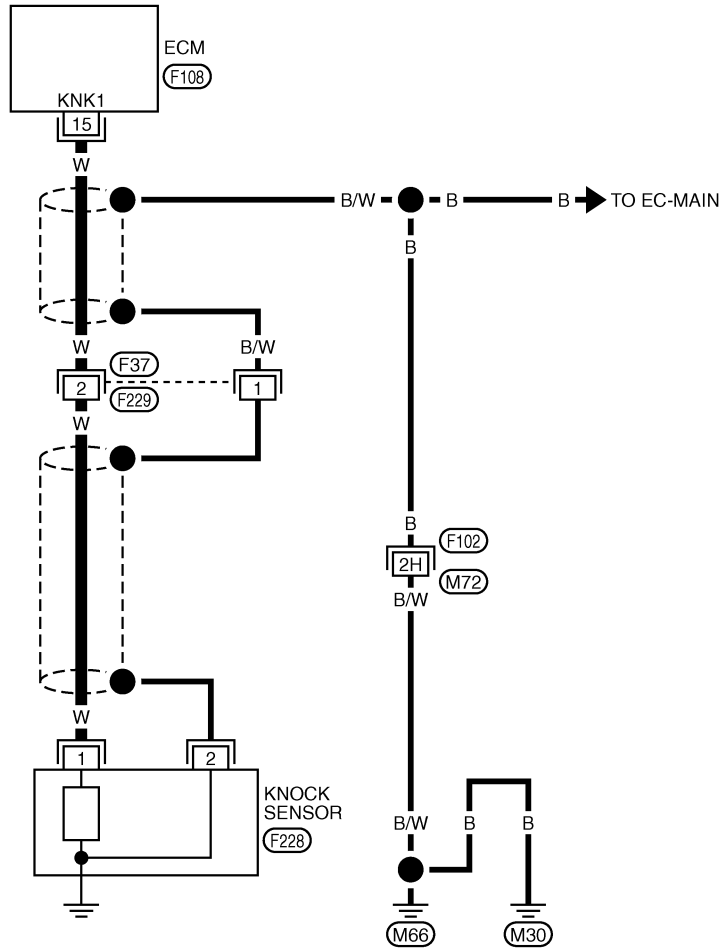 ECM
F108
KNK1
15
W
B/W
B
B
TO EC-MAIN
B
W
B/W
F37
2
1
F229
W
B
F102
2H
M72
B/W
W
1
2
KNOCK
SENSOR
F228
B/W
B
B
M66
M30